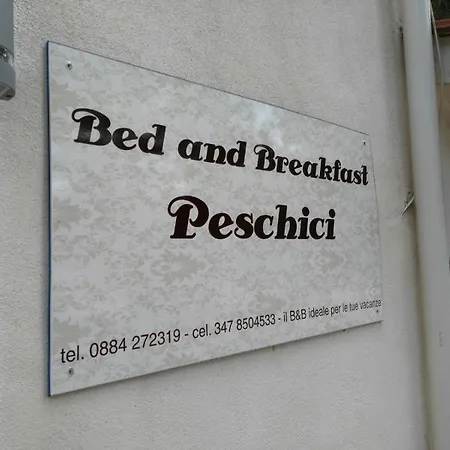 Bed and Breakfast
Peschici
tel. 0884 272319 - cel. 347 8504533 - il B&B ideale per le tue vacanze